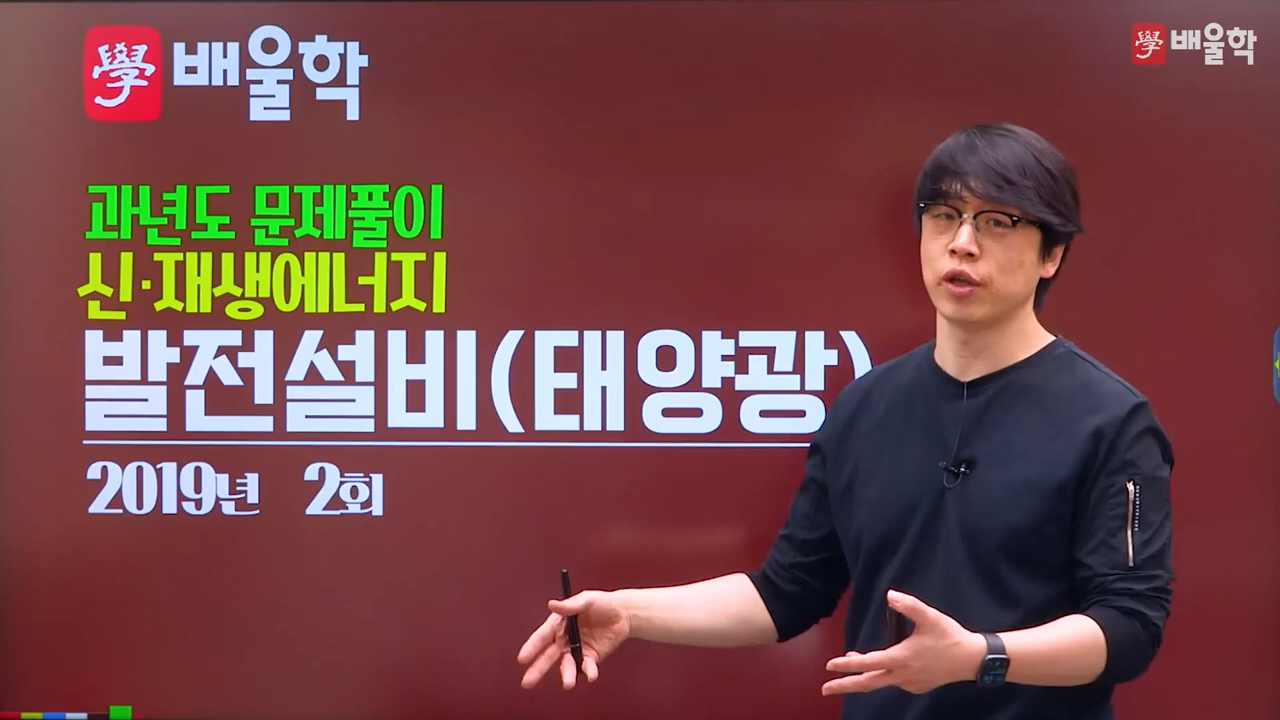 學 배울학
學 배울학
과년도 문제풀이
신·재생에너지
발전설비(태양광)
2019년 2회